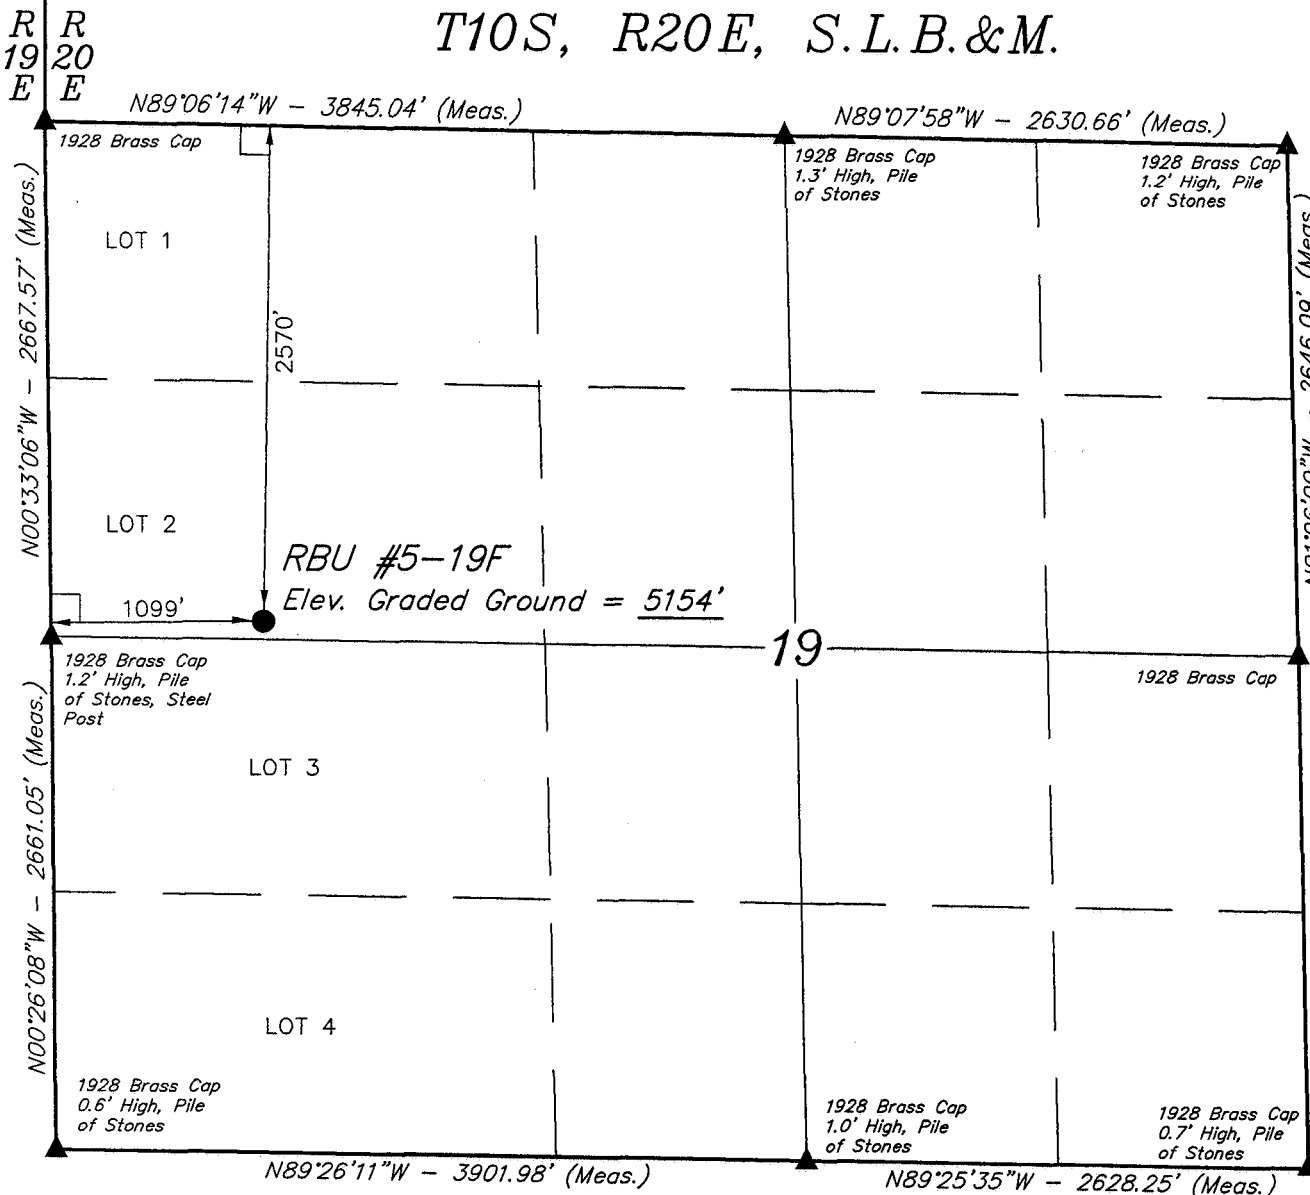 T10S, R20E, S.L.B.&M.
R R
19 20
E E
N89°06'14"W - 3845.04' (Meas.)
N89°07'58"W - 2630.66' (Meas.)
1928 Brass Cap
1928 Brass Cap
1.3' High, Pile
of Stones
1928 Brass Cap
1.2' High, Pile
of Stones
N00°33'06"W - 2667.57' (Meas.)
LOT 1
2570'
2646.09' (Meas.)
LOT 2
RBU #5-19F
Elev. Graded Ground = 5154'
1099'
19
1928 Brass Cap
1.2' High, Pile
of Stones, Steel
Post
1928 Brass Cap
N00°26'08"W - 2661.05' (Meas.)
LOT 3
LOT 4
1928 Brass Cap
0.6' High, Pile
of Stones
1928 Brass Cap
1.0' High, Pile
of Stones
1928 Brass Cap
0.7' High, Pile
of Stones
N89°26'11"W - 3901.98' (Meas.)
N89°25'35"W - 2628.25' (Meas.)